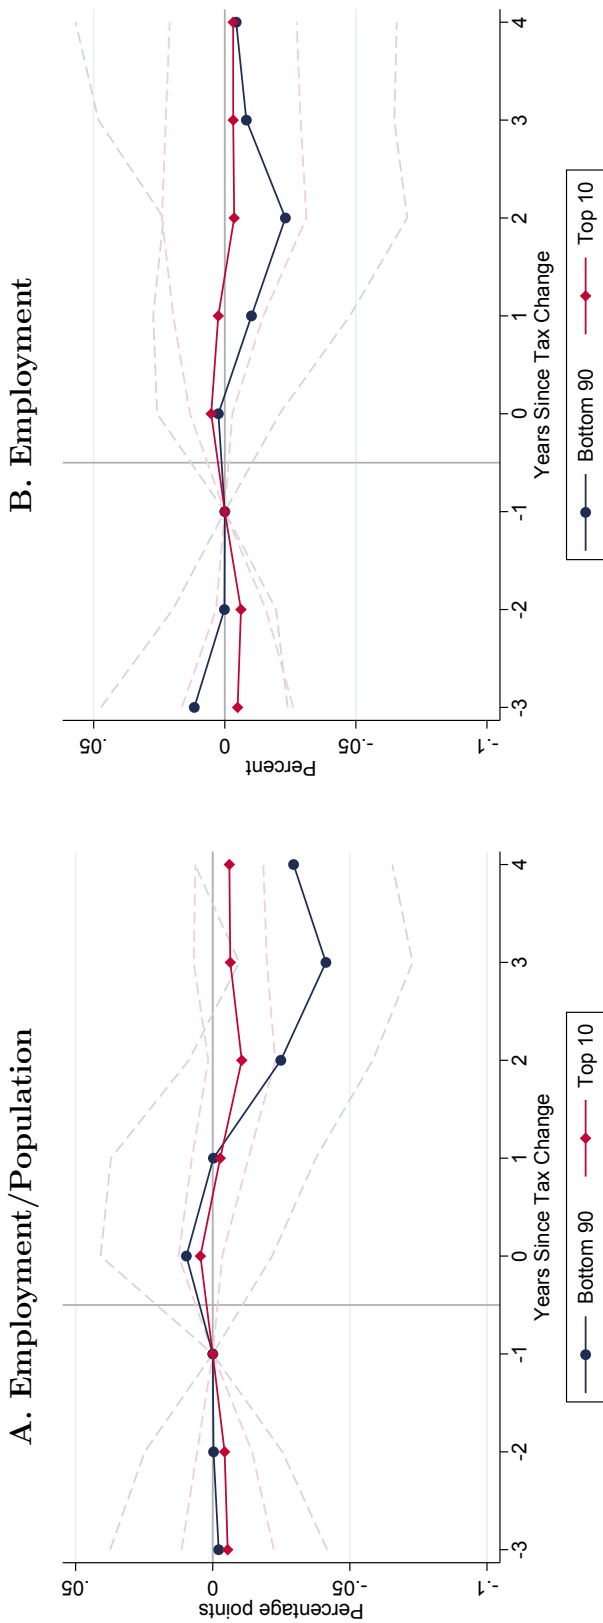 A. Employment/Population
.05
0
-.05
-.1
Percentage points
-3 -2 -1 0 1 2 3 4
Years Since Tax Change
Bottom 90 Top 10
B. Employment
.05
0
-.05
-.1
Percent
-3 -2 -1 0 1 2 3 4
Years Since Tax Change
Bottom 90 Top 10